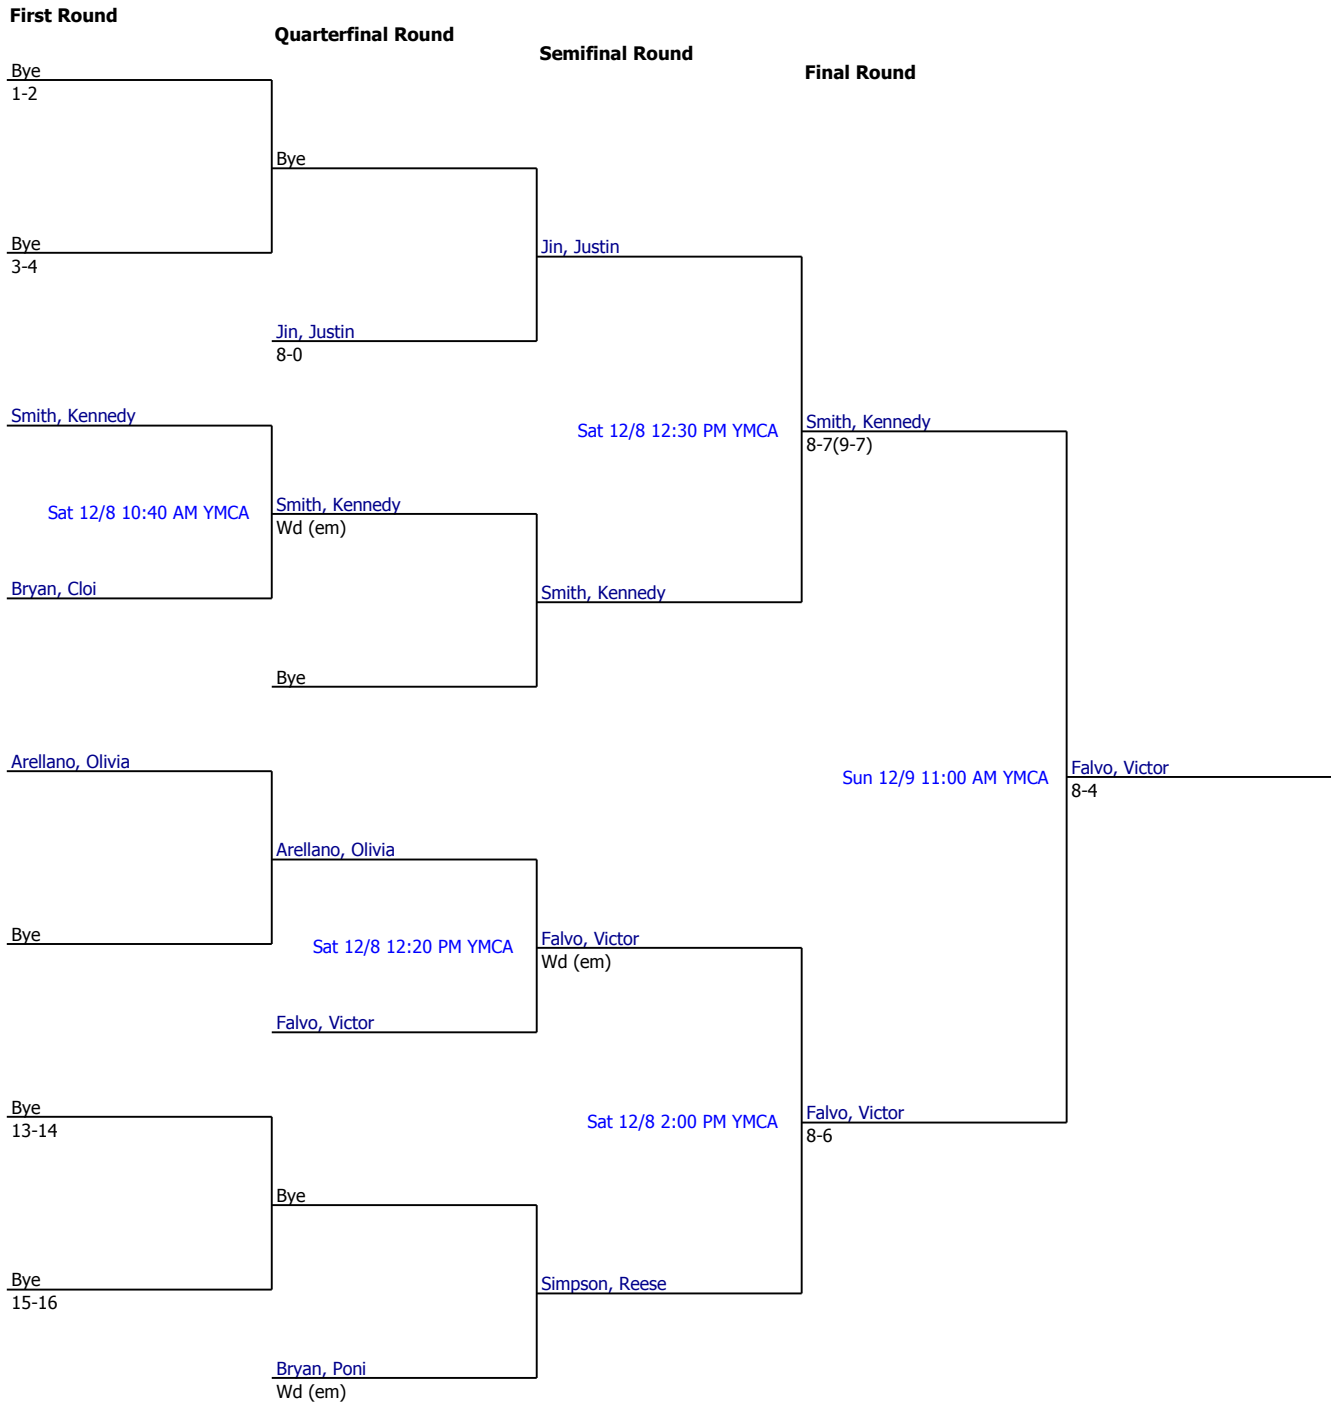 First Round
Quarterfinal Round
Semifinal Round
Final Round
Bye
1-2
Bye
Bye
3-4
Jin, Justin
Jin, Justin
8-0
Smith, Kennedy
Sat 12/8 12:30 PM YMCA
Smith, Kennedy
8-7(9-7)
Sat 12/8 10:40 AM YMCA
Smith, Kennedy
Wd (em)
Bryan, Cloi
Smith, Kennedy
Bye
Arellano, Olivia
Sun 12/9 11:00 AM YMCA
Falvo, Victor
8-4
Arellano, Olivia
Bye
Sat 12/8 12:20 PM YMCA
Falvo, Victor
Wd (em)
Falvo, Victor
Bye
13-14
Sat 12/8 2:00 PM YMCA
Falvo, Victor
8-6
Bye
Bye
15-16
Simpson, Reese
Bryan, Poni
Wd (em)